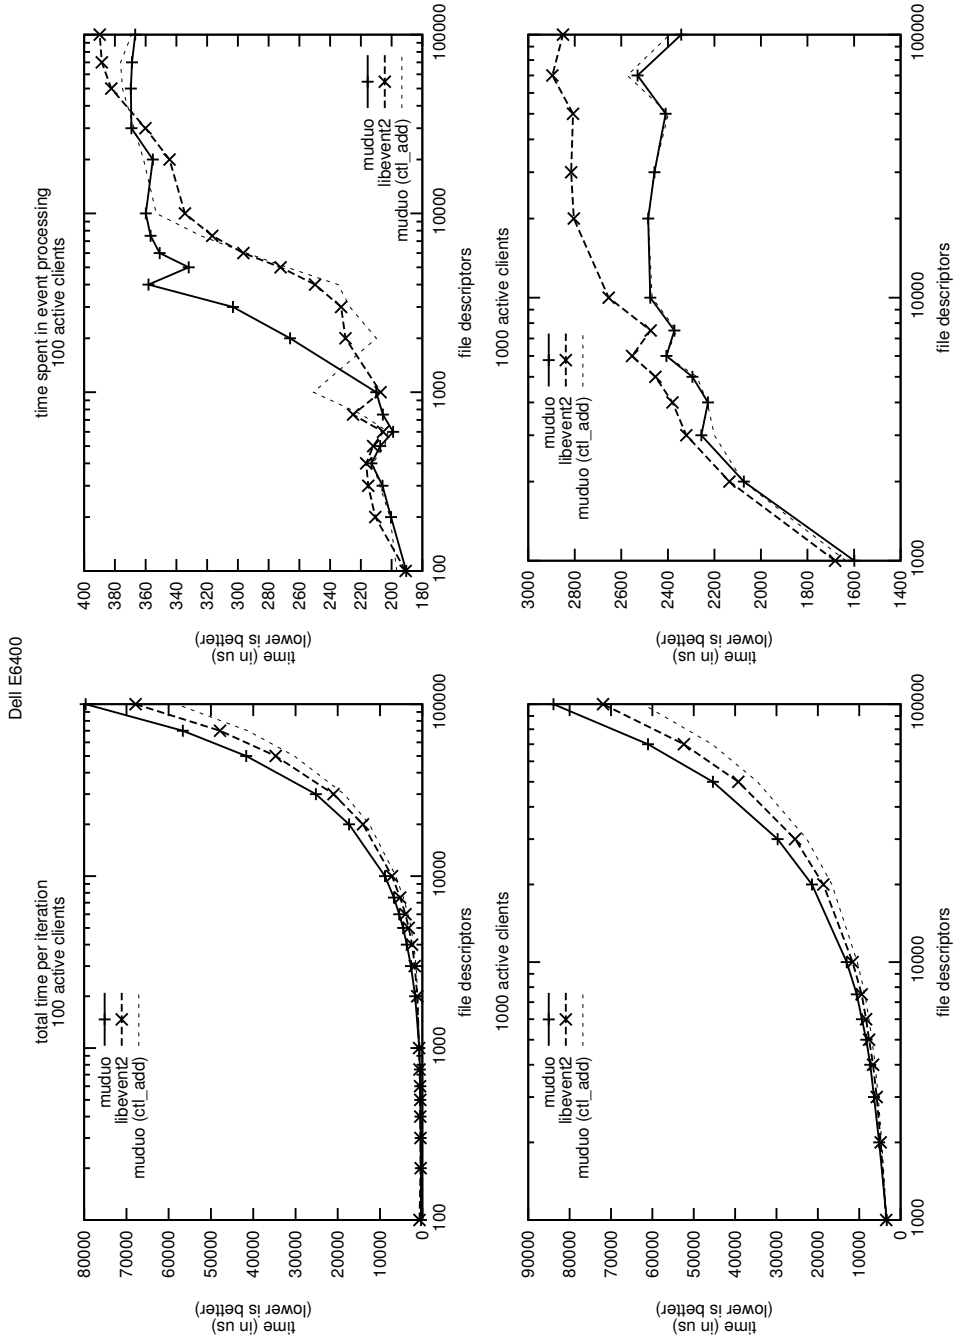 Dell E6400
total time per iteration
100 active clients
muduo
libevent2
muduo (ctl_add)
time (in us)
(lower is better)
90000
80000
70000
60000
50000
40000
30000
20000
10000
0
100
1000
10000
100000
file descriptors
time spent in event processing
100 active clients
muduo
libevent2
muduo (ctl_add)
time (in us)
(lower is better)
400
380
360
340
320
300
280
260
240
220
200
180
100
1000
10000
100000
file descriptors
1000 active clients
muduo
libevent2
muduo (ctl_add)
time (in us)
(lower is better)
90000
80000
70000
60000
50000
40000
30000
20000
10000
0
1000
10000
100000
file descriptors
1000 active clients
muduo
libevent2
muduo (ctl_add)
time (in us)
(lower is better)
3000
2800
2600
2400
2200
2000
1800
1600
1400
1000
10000
100000
file descriptors